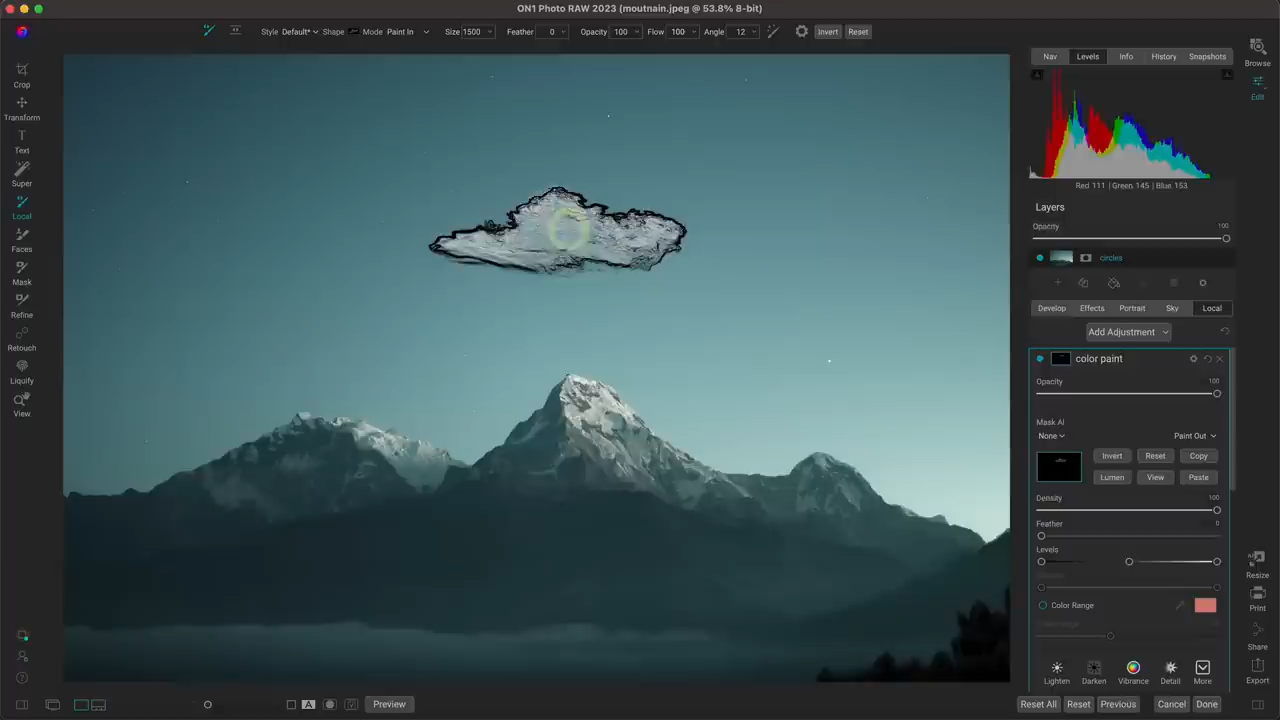 ON1 Photo RAW 2023 (moutnain.jpeg @ 53.8% 8-bit)
Style Default* Shape Mode Paint In Size 1500 Feather 0 Opacity 100 Flow 100 Angle 12 Invert Reset
Crop
Transform
Text
Super
Local
Faces
Mask
Refine
Retouch
Liquify
View
Nav Levels Info History Snapshots
Red 111 | Green 145 | Blue 153
Layers
Opacity 100
circles
Develop Effects Portrait Sky Local
Add Adjustment
color paint
Opacity 100
Mask AI
None Paint Out
Invert Reset Copy
Lumen View Paste
Density 100
Feather 0
Levels
Color Range
Lighten Darken Vibrance Detail More
Browse
Edit
Resize
Print
Share
Export
A Preview
Reset All Reset Previous Cancel Done